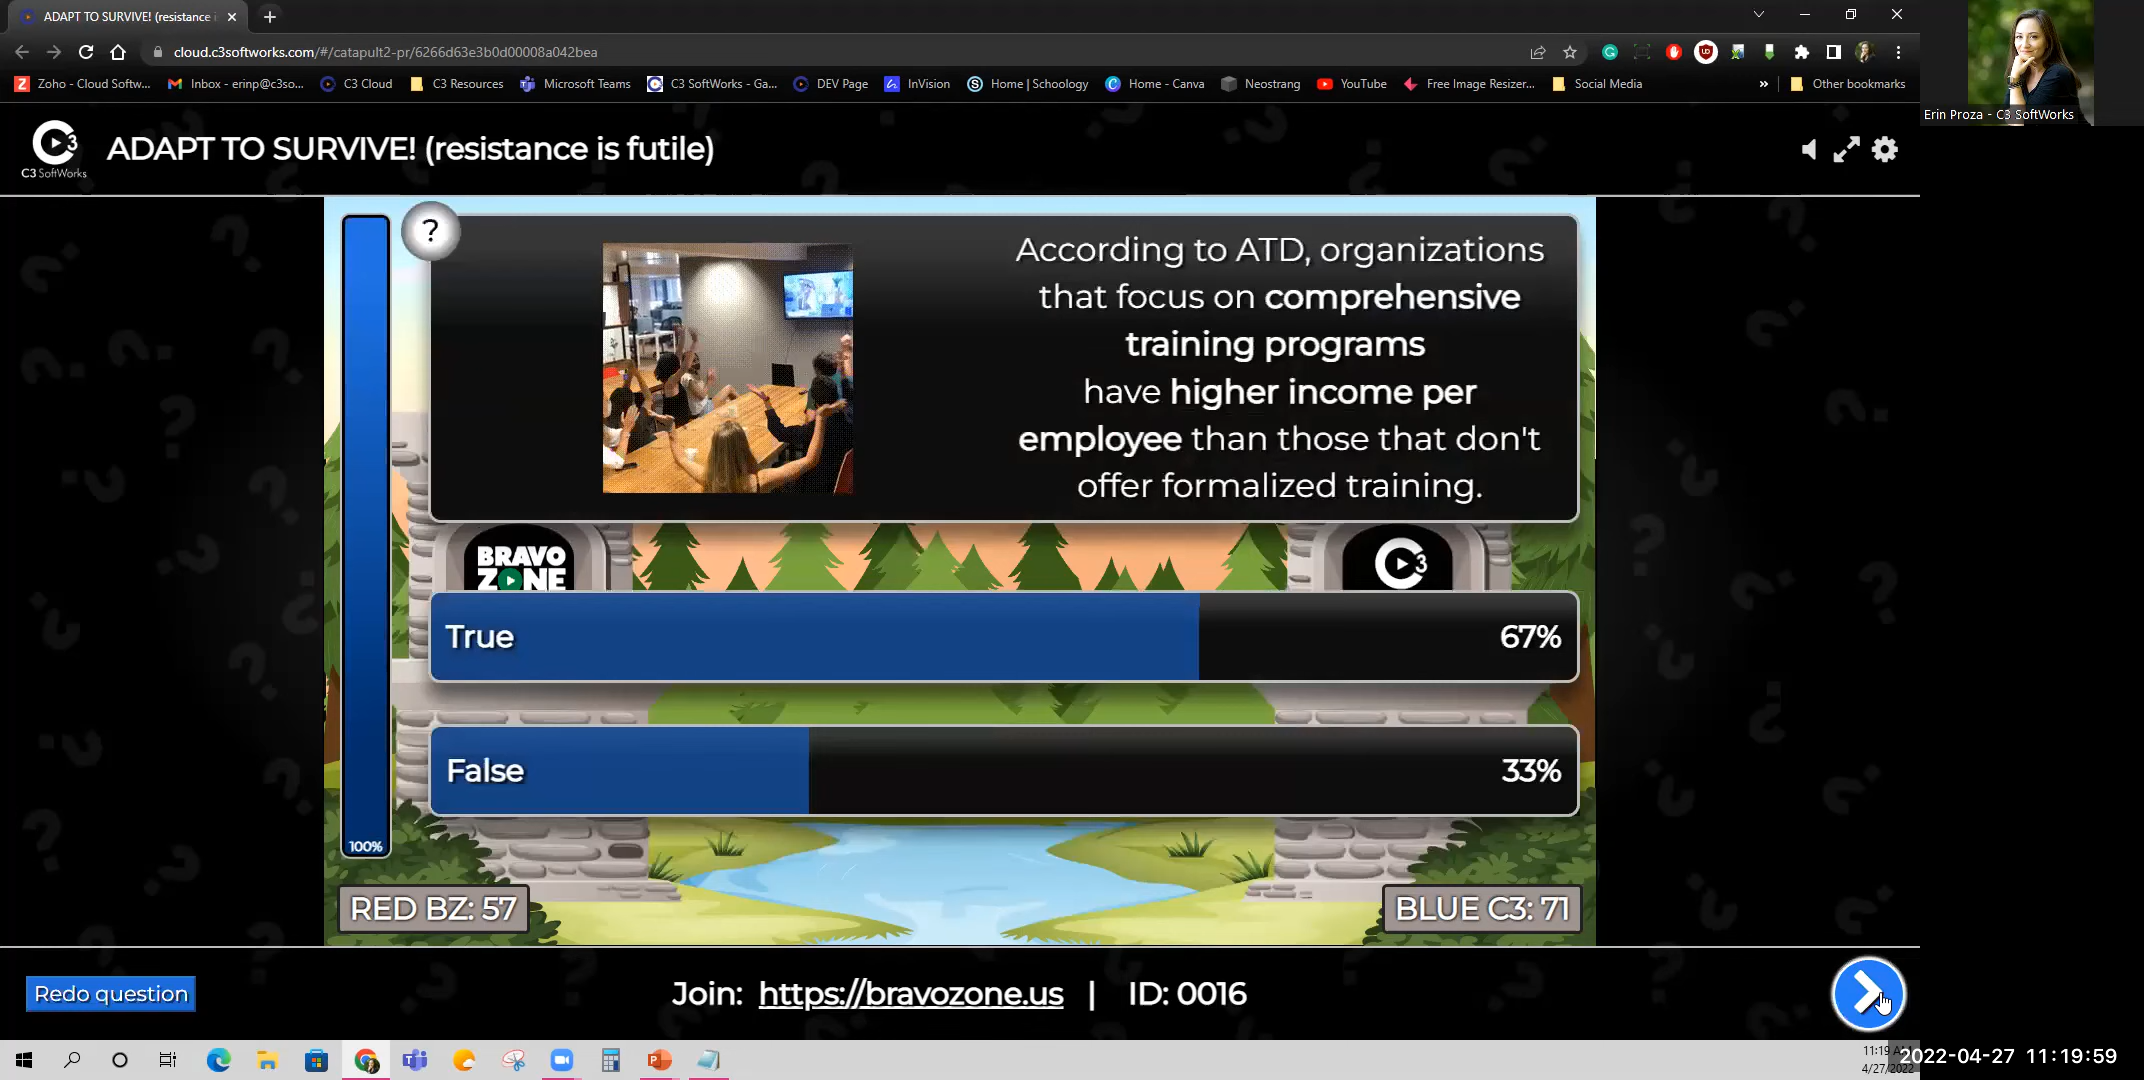 ADAPT TO SURVIVE! (resistance i
cloud.c3softworks.com/#/catapult2-pr/6266d63e3b0d00008a042bea
Zoho - Cloud Softw...
Inbox - erinp@c3so...
C3 Cloud
C3 Resources
Microsoft Teams
C3 SoftWorks - Ga...
DEV Page
InVision
Home | Schoology
Home - Canva
Neostrang
YouTube
Free Image Resizer...
Social Media
»
Other bookmarks
Erin Proza - C3 SoftWorks
C3
C3 SoftWorks
ADAPT TO SURVIVE! (resistance is futile)
?
According to ATD, organizations
that focus on comprehensive
training programs
have higher income per
employee than those that don't
offer formalized training.
BRAVO
ZONE
C3
True
67%
False
33%
100%
RED BZ: 57
BLUE C3: 71
Redo question
Join: https://bravozone.us | ID: 0016
11:19 A
4/27/2022
2022-04-27 11:19:59